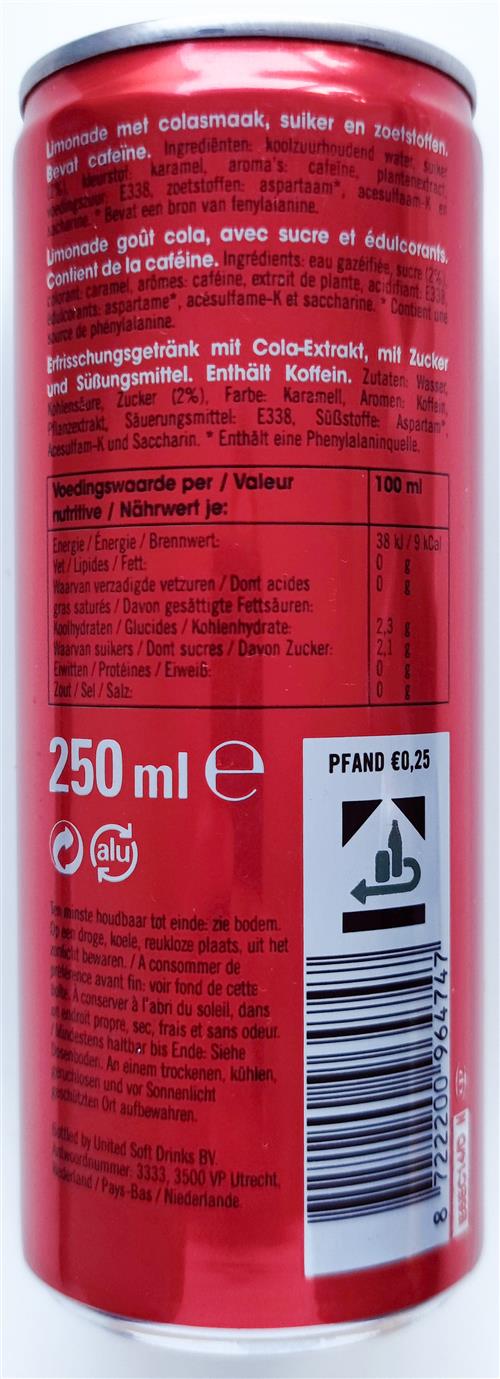 Limonade met colasmaak, suiker en zoetstoffen.
Bevat cafeïne. Ingrediënten: koolzuurhoudend water, suiker
(2%), kleurstof: karamel, aroma's: cafeïne, plantenextract,
voedingszuur: E338, zoetstoffen: aspartaam*, acesulfaam-K en
sacharine. * Bevat een bron van fenylalanine.
Limonade goût cola, avec sucre et édulcorants.
Contient de la caféine. Ingrédients: eau gazéifiée, sucre (2%),
colorant: caramel, arômes: caféine, extrait de plante, acidifiant: E338,
édulcorants: aspartame*, acésulfame-K et saccharine. * Contient une
source de phénylalanine.
Erfrisschungsgetränk mit Cola-Extrakt, mit Zucker
und Süßungsmittel. Enthält Koffein. Zutaten: Wasser,
Kohlensäure, Zucker (2%), Farbe: Karamell, Aromen: Koffein,
Pflanzextrakt, Säuerungsmittel: E338, Süßstoffe: Aspartam*,
Acesulfam-K und Saccharin. * Enthält eine Phenylalaninquelle.
Voedingswaarde per / Valeur
nutritive / Nährwert je:
100 ml
Energie / Énergie / Brennwert: 38 kJ / 9 kCal
Vet / Lipides / Fett: 0 g
Waarvan verzadigde vetzuren / Dont acides 0 g
gras saturés / Davon gesättigte Fettsäuren:
Koolhydraten / Glucides / Kohlenhydrate: 2,3 g
Waarvan suikers / Dont sucres / Davon Zucker: 2,1 g
Eiwitten / Protéines / Eiweiß: 0 g
Zout / Sel / Salz: 0 g
250 ml e
alu
PFAND €0,25
Ten minste houdbaar tot einde: zie bodem.
Op een droge, koele, reukloze plaats, uit het
zonlicht bewaren. / A consommer de
préférence avant fin: voir fond de cette
boîte. À conserver à l'abri du soleil, dans
un endroit propre, sec, frais et sans odeur.
/ Mindestens haltbar bis Ende: Siehe
Dosenboden. An einem trockenen, kühlen,
geruchlosen und vor Sonnenlicht
geschützten Ort aufbewahren.
Bottled by United Soft Drinks BV.
Antwoordnummer: 3333, 3500 VP Utrecht,
Nederland / Pays-Bas / Niederlande
8 722200 964747